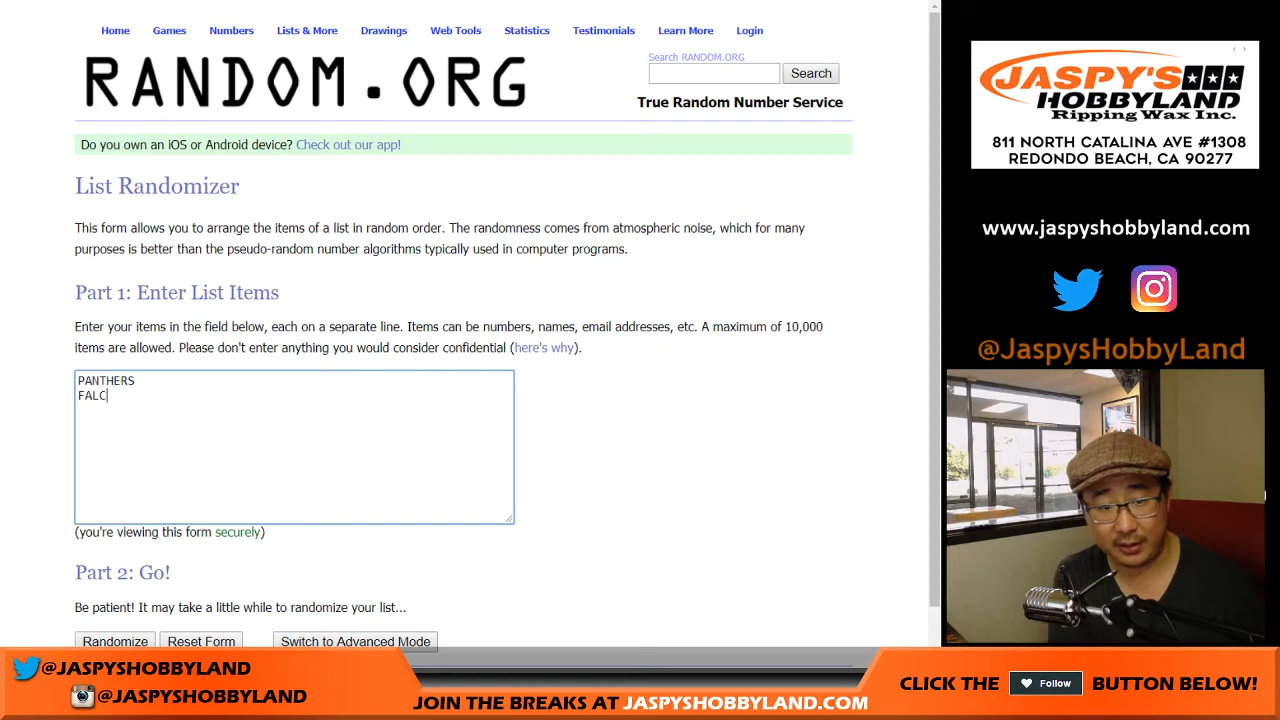 Home Games Numbers Lists & More Drawings Web Tools Statistics Testimonials Learn More Login
RANDOM.ORG
Search RANDOM.ORG
Search
True Random Number Service
Do you own an iOS or Android device? Check out our app!
List Randomizer
This form allows you to arrange the items of a list in random order. The randomness comes from atmospheric noise, which for many
purposes is better than the pseudo-random number algorithms typically used in computer programs.
Part 1: Enter List Items
Enter your items in the field below, each on a separate line. Items can be numbers, names, email addresses, etc. A maximum of 10,000
items are allowed. Please don't enter anything you would consider confidential (here's why).
PANTHERS
FALC
(you're viewing this form securely)
Part 2: Go!
Be patient! It may take a little while to randomize your list...
Randomize Reset Form Switch to Advanced Mode
JASPY'S
HOBBYLAND
Ripping Wax Inc.
811 NORTH CATALINA AVE #1308
REDONDO BEACH, CA 90277
www.jaspyshobbyland.com
@JaspysHobbyLand
@JASPYSHOBBYLAND
@JASPYSHOBBYLAND
JOIN THE BREAKS AT JASPYSHOBBYLAND.COM
CLICK THE Follow BUTTON BELOW!